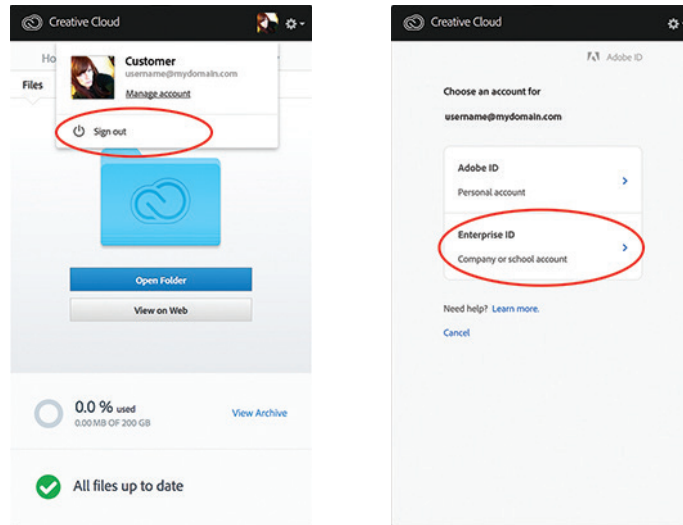 Creative Cloud
Ho
Customer
username@mydomain.com
Files
Manage account
Sign out
Open Folder
View on Web
0.0 % used
0.00 MB OF 200 GB
View Archive
All files up to date
Creative Cloud
Adobe ID
Choose an account for
username@mydomain.com
Adobe ID
Personal account
Enterprise ID
Company or school account
Need help? Learn more.
Cancel